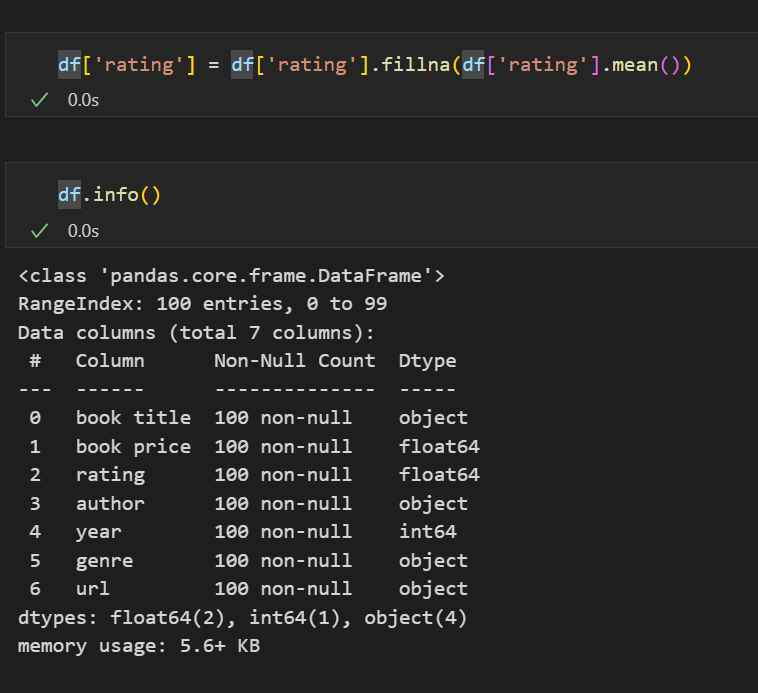 df['rating'] = df['rating'].fillna(df['rating'].mean())
0.0s
df.info()
0.0s
<class 'pandas.core.frame.DataFrame'>
RangeIndex: 100 entries, 0 to 99
Data columns (total 7 columns):
 #   Column      Non-Null Count  Dtype
---  ------      --------------  -----
 0   book title  100 non-null    object
 1   book price  100 non-null    float64
 2   rating      100 non-null    float64
 3   author      100 non-null    object
 4   year        100 non-null    int64
 5   genre       100 non-null    object
 6   url         100 non-null    object
dtypes: float64(2), int64(1), object(4)
memory usage: 5.6+ KB